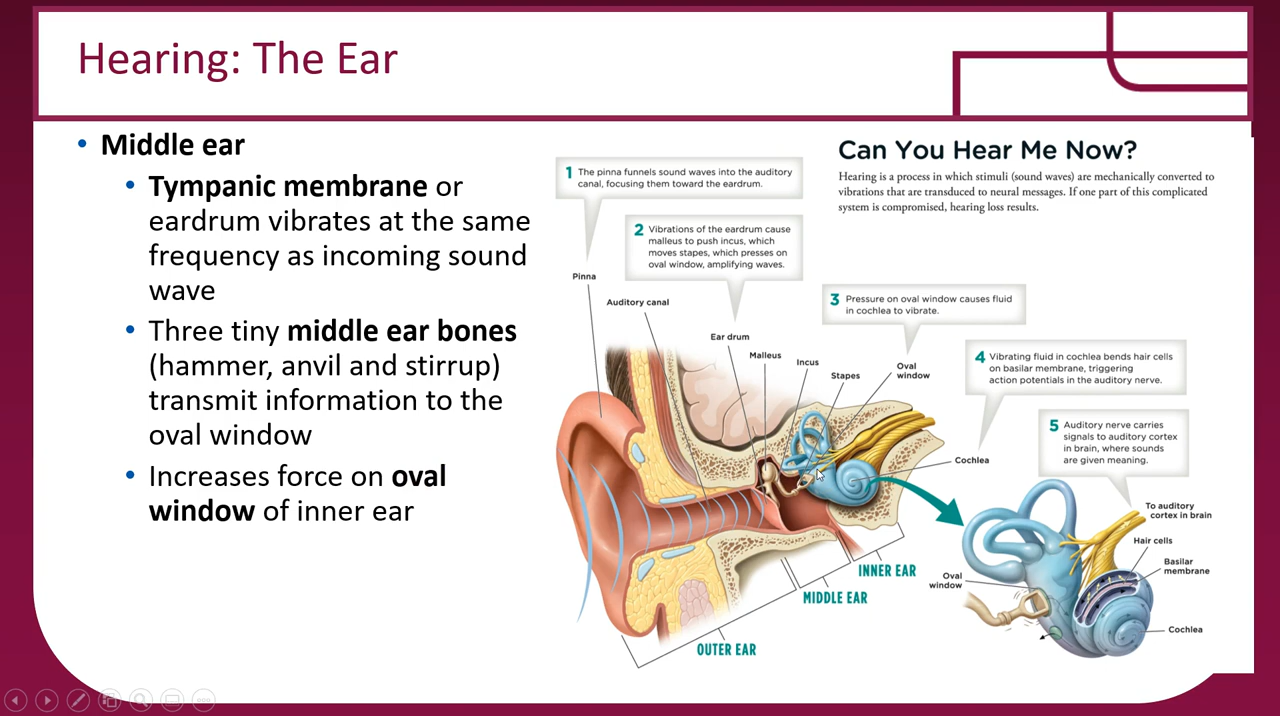 Hearing: The Ear
• Middle ear
• Tympanic membrane or
eardrum vibrates at the same
frequency as incoming sound
wave
• Three tiny middle ear bones
(hammer, anvil and stirrup)
transmit information to the
oval window
• Increases force on oval
window of inner ear
Can You Hear Me Now?
Hearing is a process in which stimuli (sound waves) are mechanically converted to
vibrations that are transduced to neural messages. If one part of this complicated
system is compromised, hearing loss results.
1 The pinna funnels sound waves into the auditory
canal, focusing them toward the eardrum.
2 Vibrations of the eardrum cause
malleus to push incus, which
moves stapes, which presses on
oval window, amplifying waves.
3 Pressure on oval window causes fluid
in cochlea to vibrate.
4 Vibrating fluid in cochlea bends hair cells
on basilar membrane, triggering
action potentials in the auditory nerve.
5 Auditory nerve carries
signals to auditory cortex
in brain, where sounds
are given meaning.
Pinna
Auditory canal
Ear drum
Malleus
Incus
Stapes
Oval
window
Cochlea
OUTER EAR
MIDDLE EAR
INNER EAR
To auditory
cortex in brain
Hair cells
Basilar
membrane
Oval
window
Cochlea